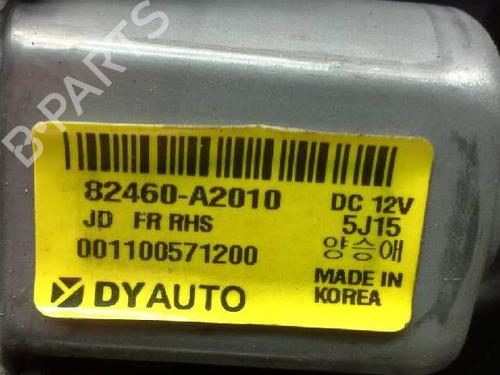 B-PARTS
82460-A2010 DC 12V
JD FR RHS 5J15
양승애
001100571200
MADE IN
KOREA
DYAUTO